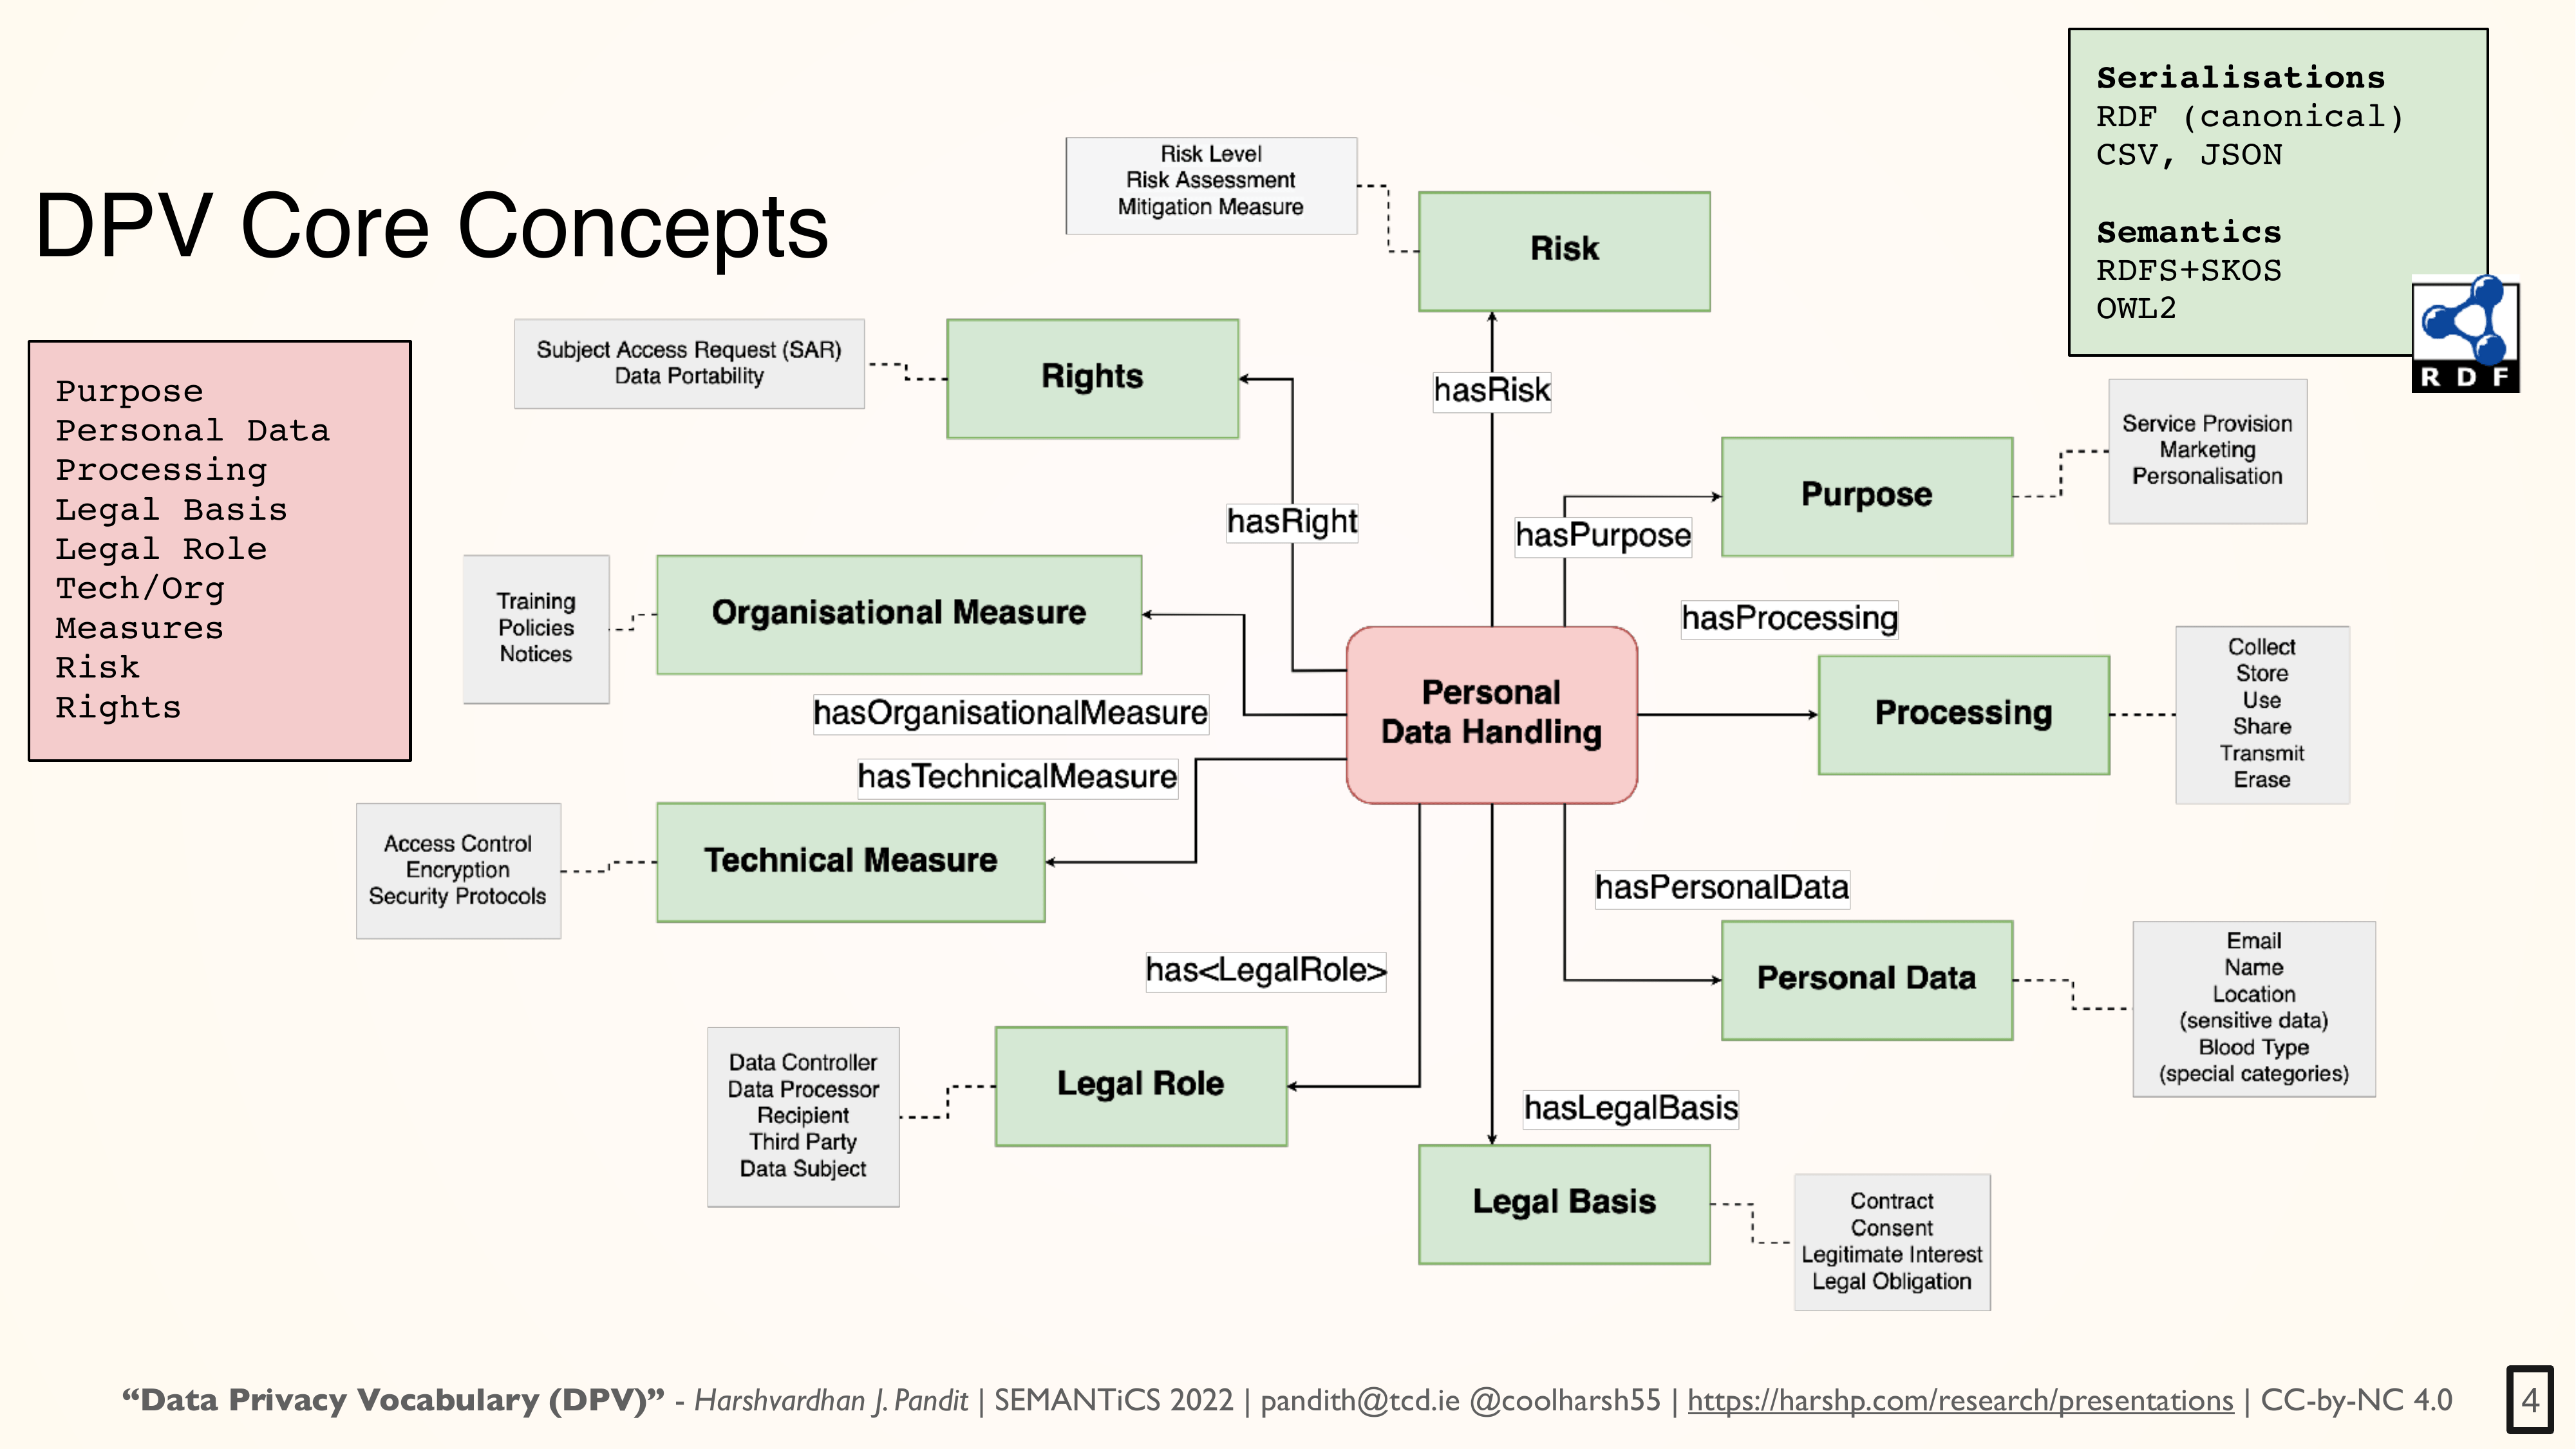 DPV Core Concepts
Serialisations
RDF (canonical)
CSV, JSON
Semantics
RDFS+SKOS
OWL2
RDF
Purpose
Personal Data
Processing
Legal Basis
Legal Role
Tech/Org
Measures
Risk
Rights
Risk Level
Risk Assessment
Mitigation Measure
Risk
hasRisk
Subject Access Request (SAR)
Data Portability
Rights
hasRight
Service Provision
Marketing
Personalisation
Purpose
hasPurpose
Training
Policies
Notices
Organisational Measure
hasOrganisationalMeasure
hasProcessing
Processing
Collect
Store
Use
Share
Transmit
Erase
Personal
Data Handling
hasTechnicalMeasure
Technical Measure
Access Control
Encryption
Security Protocols
hasPersonalData
Personal Data
Email
Name
Location
(sensitive data)
Blood Type
(special categories)
has<LegalRole>
Legal Role
Data Controller
Data Processor
Recipient
Third Party
Data Subject
hasLegalBasis
Legal Basis
Contract
Consent
Legitimate Interest
Legal Obligation
“Data Privacy Vocabulary (DPV)” - Harshvardhan J. Pandit | SEMANTiCS 2022 | pandith@tcd.ie @coolharsh55 | https://harshp.com/research/presentations | CC-by-NC 4.0
4